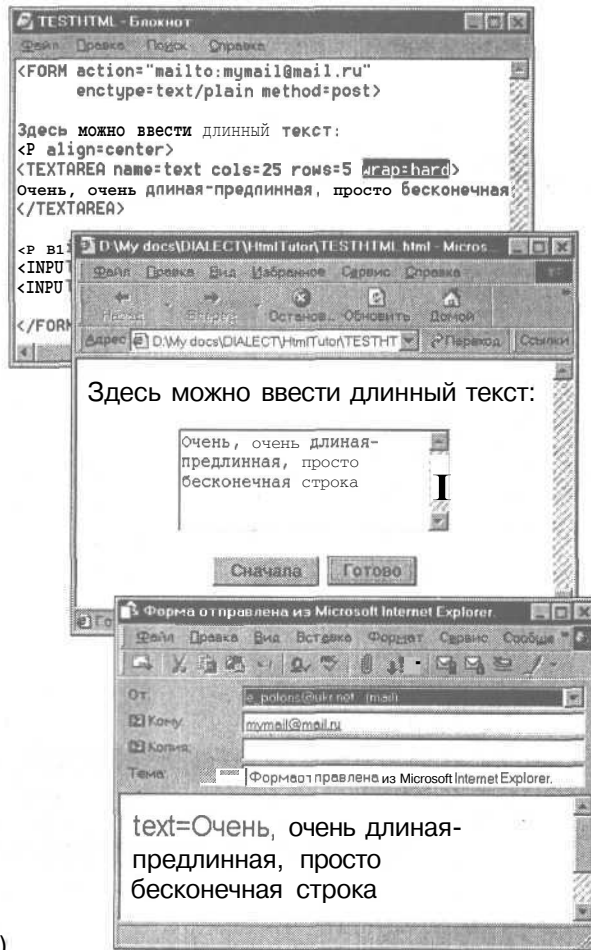 TESTHTML - Блокнот
Файл Правка Поиск Справка
<FORM action="mailto:mymail@mail.ru"
enctype=text/plain method=post>
Здесь можно ввести длинный текст:
<P align=center>
<TEXTAREA name=text cols=25 rows=5 wrap=hard>
Очень, очень длиная-предлинная, просто бесконечная
</TEXTAREA>
<P
<INPU
<INPU
</FORM
D:\My docs\DIALECT\HtmlTutor\TESTHTML.html - Micros...
Файл Правка Вид Избранное Сервис Справка
Назад Вперед Останов.. Обновить Домой
Адрес D:\My docs\DIALECT\HtmlTutor\TESTHT Переход Ссылки
Здесь можно ввести длинный текст:
Очень, очень длиная-
предлинная, просто
бесконечная строка
Сначала Готово
Форма отправлена из Microsoft Internet Explorer.
Файл Правка Вид Вставка Формат Сервис Сообще
От: (mail)
Кому: mymail@mail.ru
Копия:
Тема: Форма отправлена из Microsoft Internet Explorer.
text=Очень, очень длиная-
предлинная, просто
бесконечная строка
)